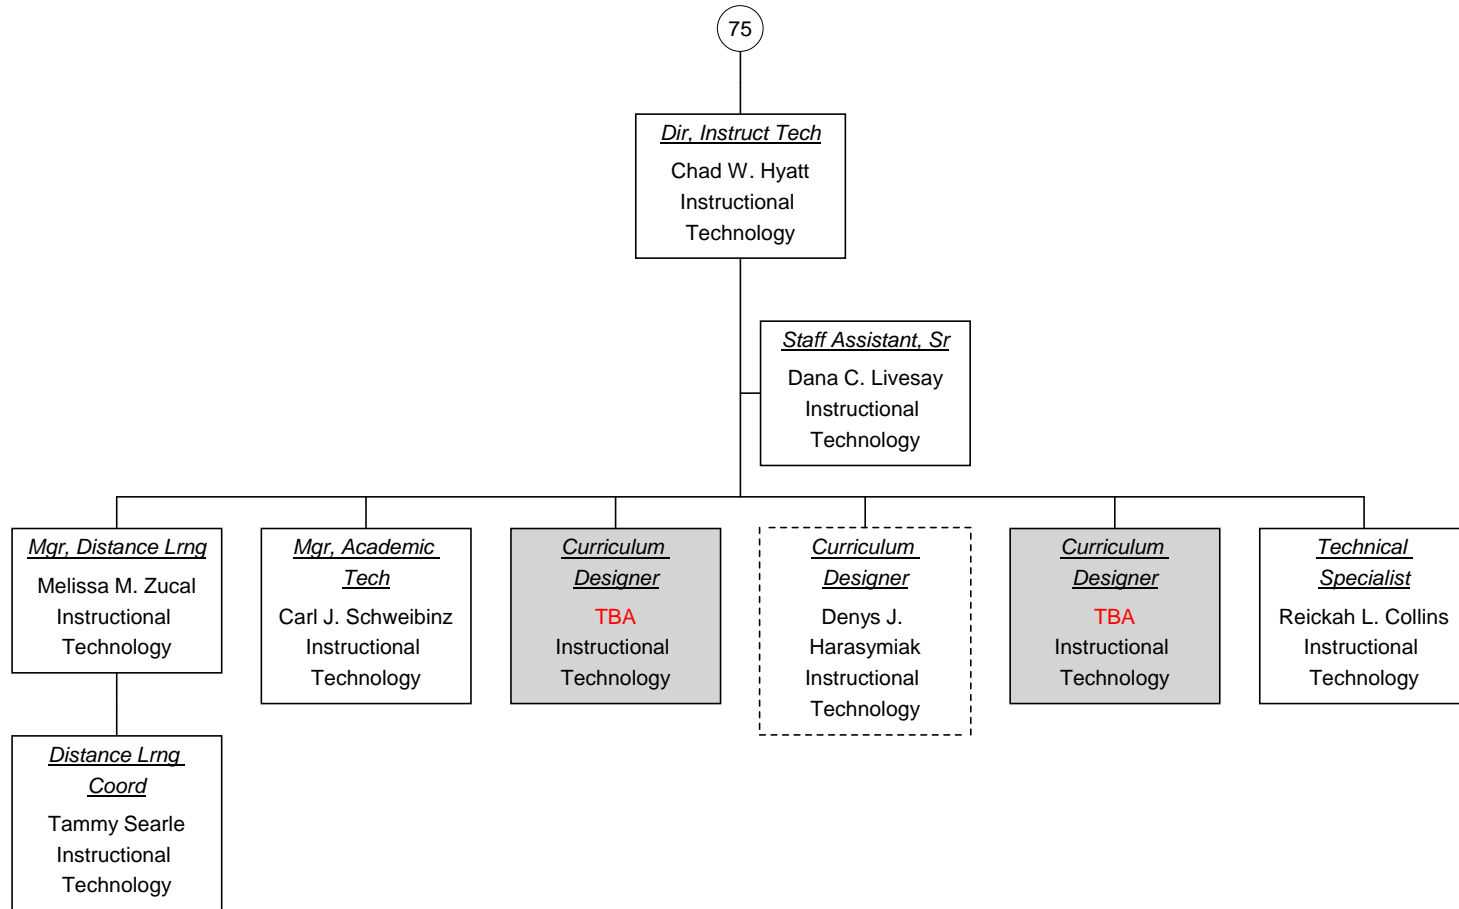 75
Dir, Instruct Tech
Chad W. Hyatt
Instructional
Technology
Staff Assistant, Sr
Dana C. Livesay
Instructional
Technology
Mgr, Distance Lrng
Melissa M. Zucal
Instructional
Technology
Mgr, Academic
Tech
Carl J. Schweibinz
Instructional
Technology
Curriculum
Designer
TBA
Instructional
Technology
Curriculum
Designer
Denys J.
Harasymiak
Instructional
Technology
Curriculum
Designer
TBA
Instructional
Technology
Technical
Specialist
Reickah L. Collins
Instructional
Technology
Distance Lrng
Coord
Tammy Searle
Instructional
Technology